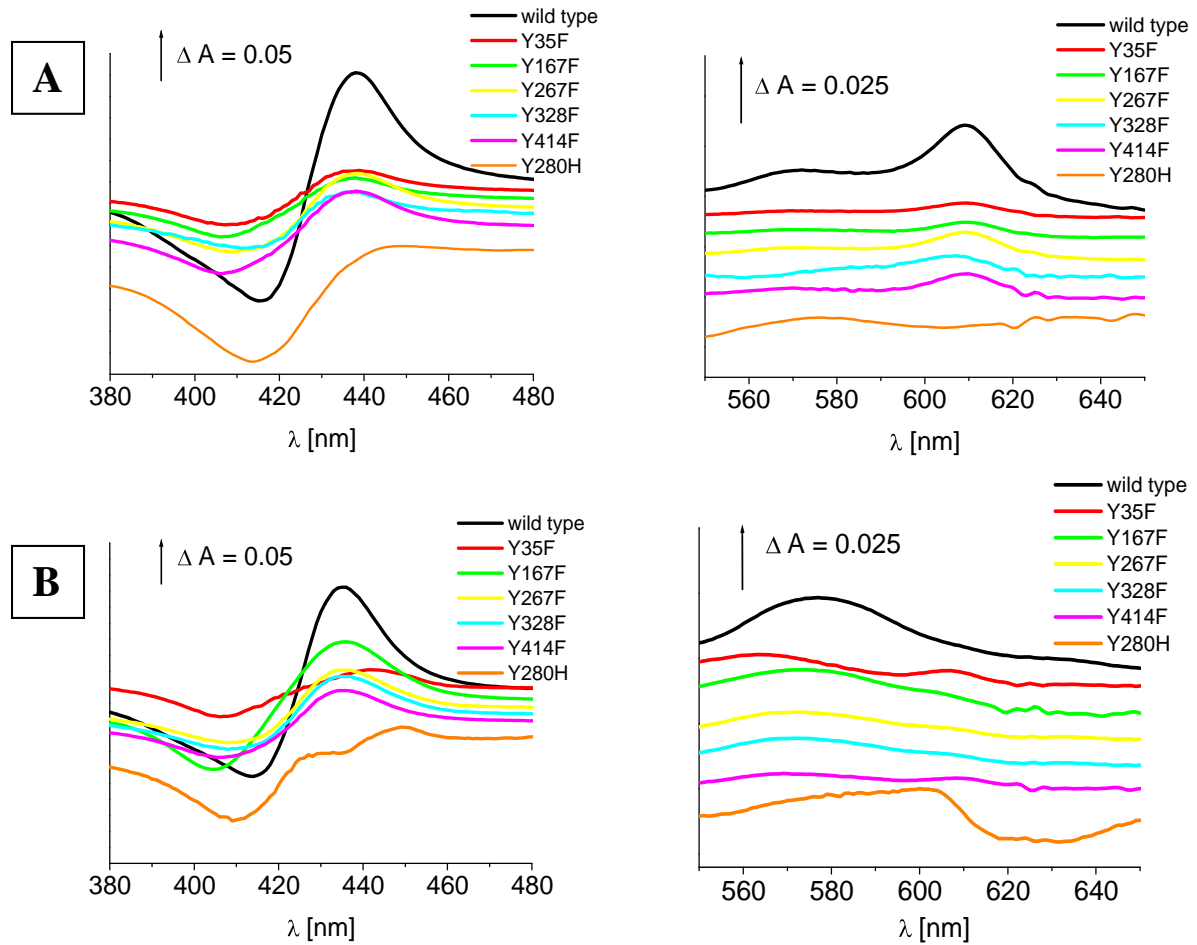 A
Δ A = 0.05
wild type
Y35F
Y167F
Y267F
Y328F
Y414F
Y280H
380 400 420 440 460 480
λ [nm]
Δ A = 0.025
wild type
Y35F
Y167F
Y267F
Y328F
Y414F
Y280H
560 580 600 620 640
λ [nm]
B
Δ A = 0.05
wild type
Y35F
Y167F
Y267F
Y328F
Y414F
Y280H
380 400 420 440 460 480
λ [nm]
Δ A = 0.025
wild type
Y35F
Y167F
Y267F
Y328F
Y414F
Y280H
560 580 600 620 640
λ [nm]